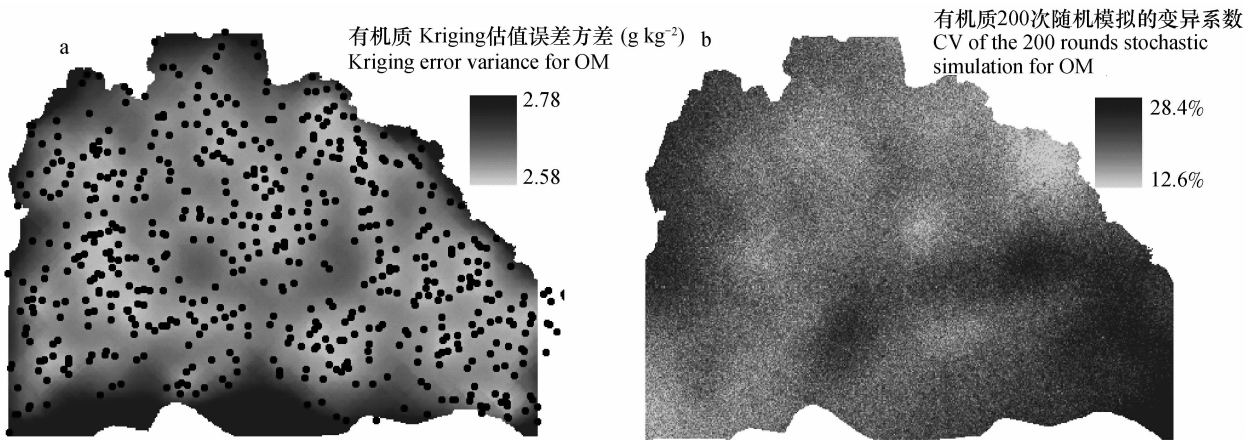 a
有机质 Kriging估值误差方差 (g kg⁻²)
Kriging error variance for OM
2.78
2.58
b
有机质200次随机模拟的变异系数
CV of the 200 rounds stochastic
simulation for OM
28.4%
12.6%